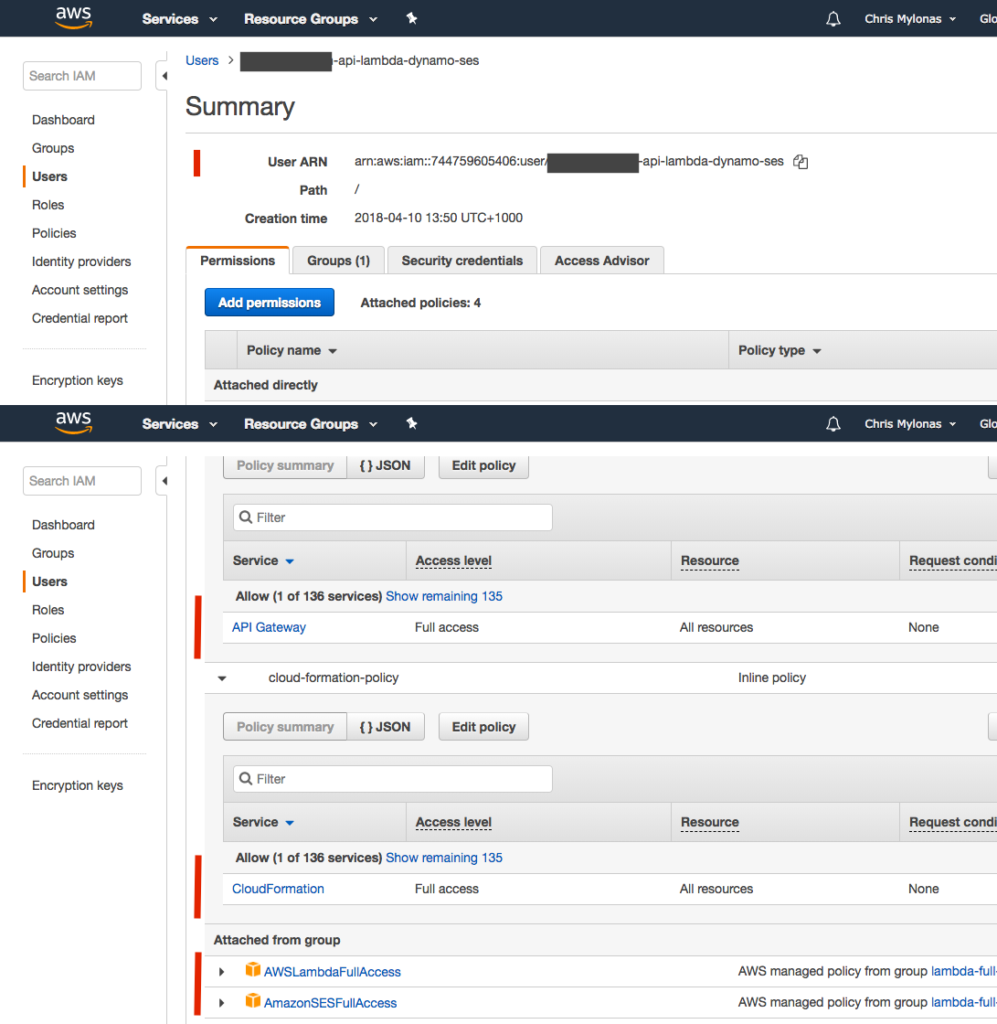 aws Services Resource Groups Chris Mylonas Glo
Search IAM
Users > -api-lambda-dynamo-ses
Summary
Dashboard
Groups
Users
Roles
Policies
Identity providers
Account settings
Credential report
Encryption keys
User ARN arn:aws:iam::744759605406:user/ -api-lambda-dynamo-ses
Path /
Creation time 2018-04-10 13:50 UTC+1000
Permissions Groups (1) Security credentials Access Advisor
Add permissions Attached policies: 4
Policy name Policy type
Attached directly
aws Services Resource Groups Chris Mylonas Glo
Search IAM
Dashboard
Groups
Users
Roles
Policies
Identity providers
Account settings
Credential report
Encryption keys
Policy summary { } JSON Edit policy
Filter
Service Access level Resource Request condi
Allow (1 of 136 services) Show remaining 135
API Gateway Full access All resources None
cloud-formation-policy Inline policy
Policy summary { } JSON Edit policy
Filter
Service Access level Resource Request condi
Allow (1 of 136 services) Show remaining 135
CloudFormation Full access All resources None
Attached from group
AWSLambdaFullAccess AWS managed policy from group lambda-full-
AmazonSESFullAccess AWS managed policy from group lambda-full-